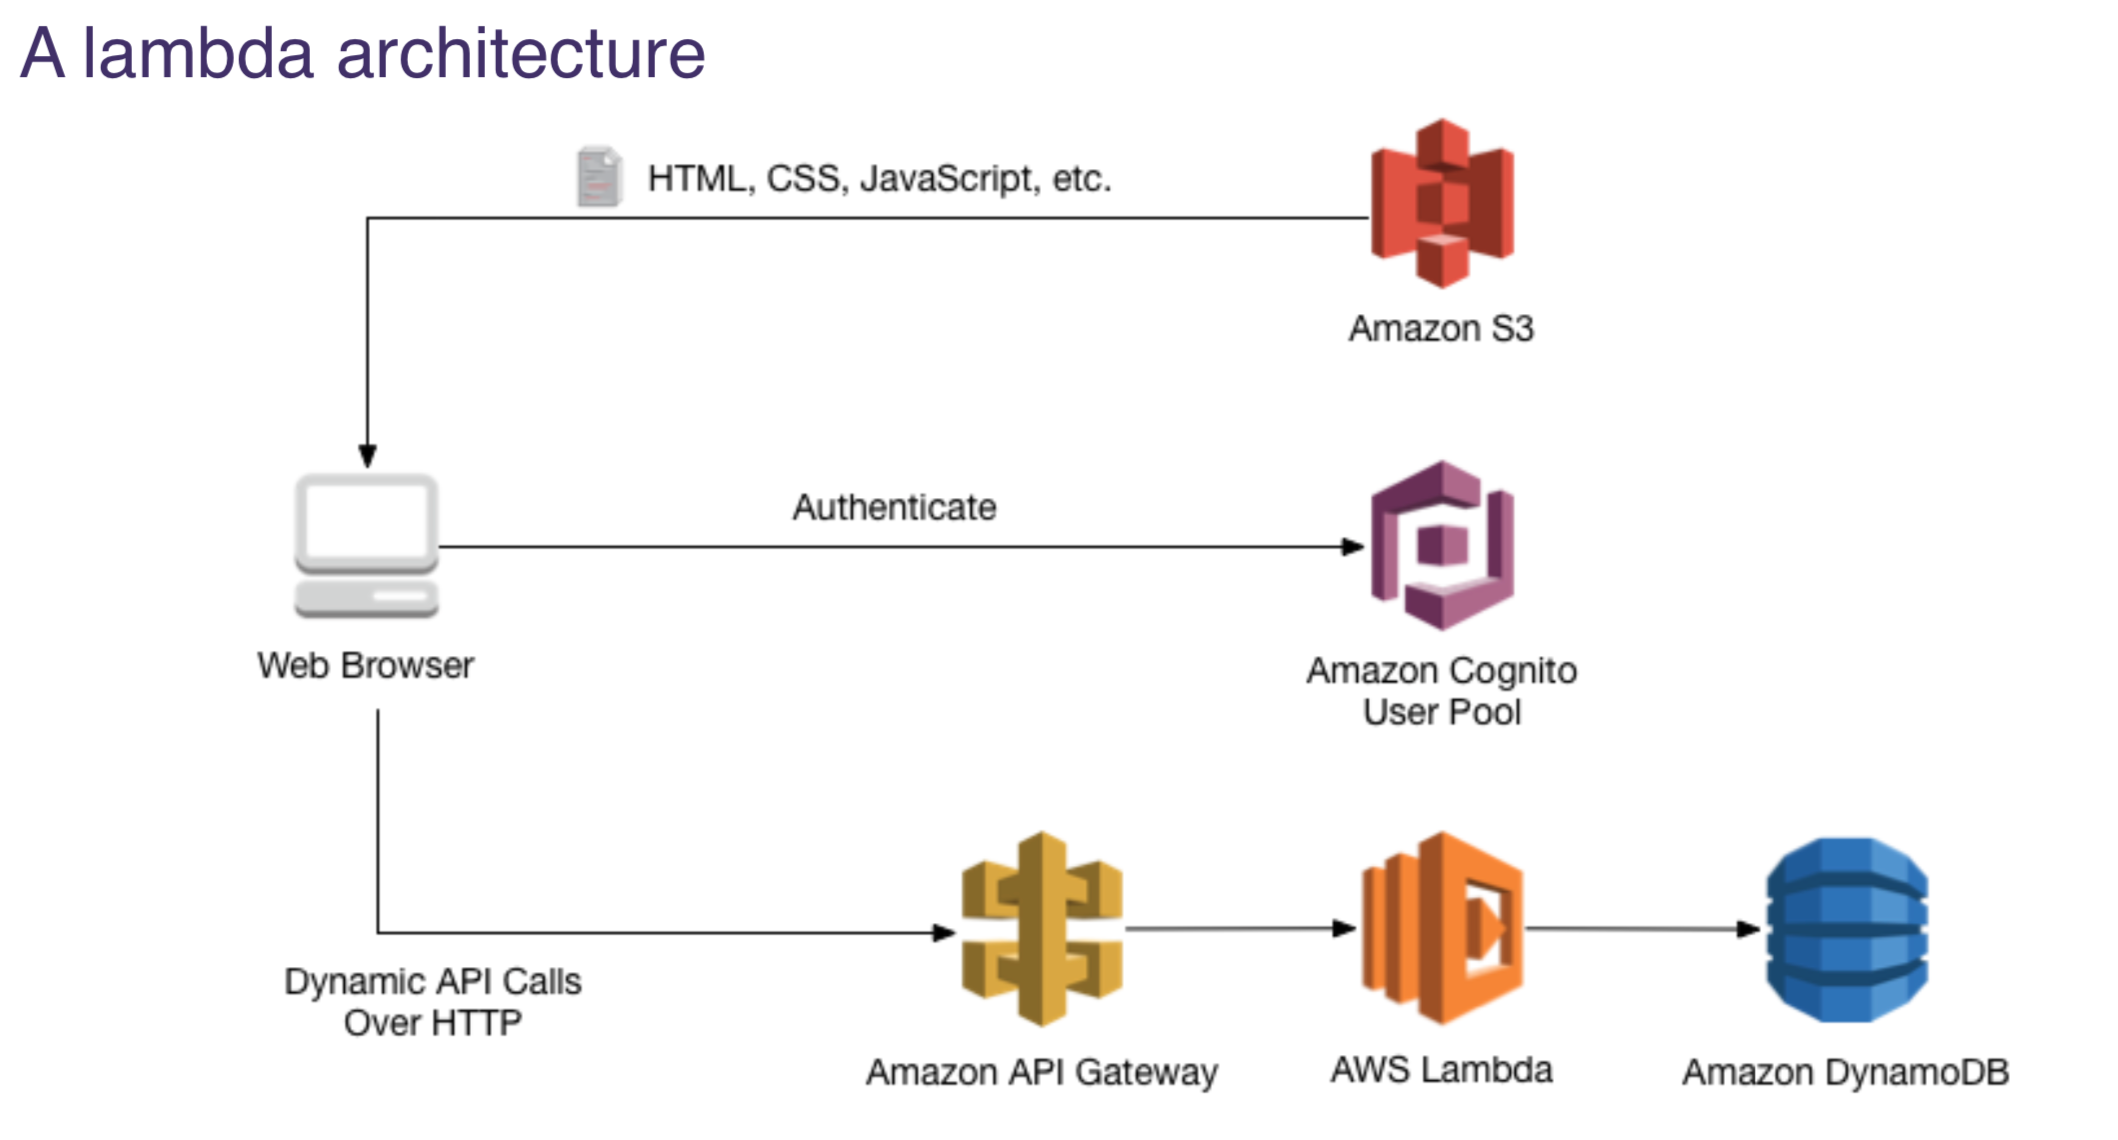 A lambda architecture
HTML, CSS, JavaScript, etc.
Amazon S3
Authenticate
Web Browser
Amazon Cognito
User Pool
Dynamic API Calls
Over HTTP
Amazon API Gateway
AWS Lambda
Amazon DynamoDB